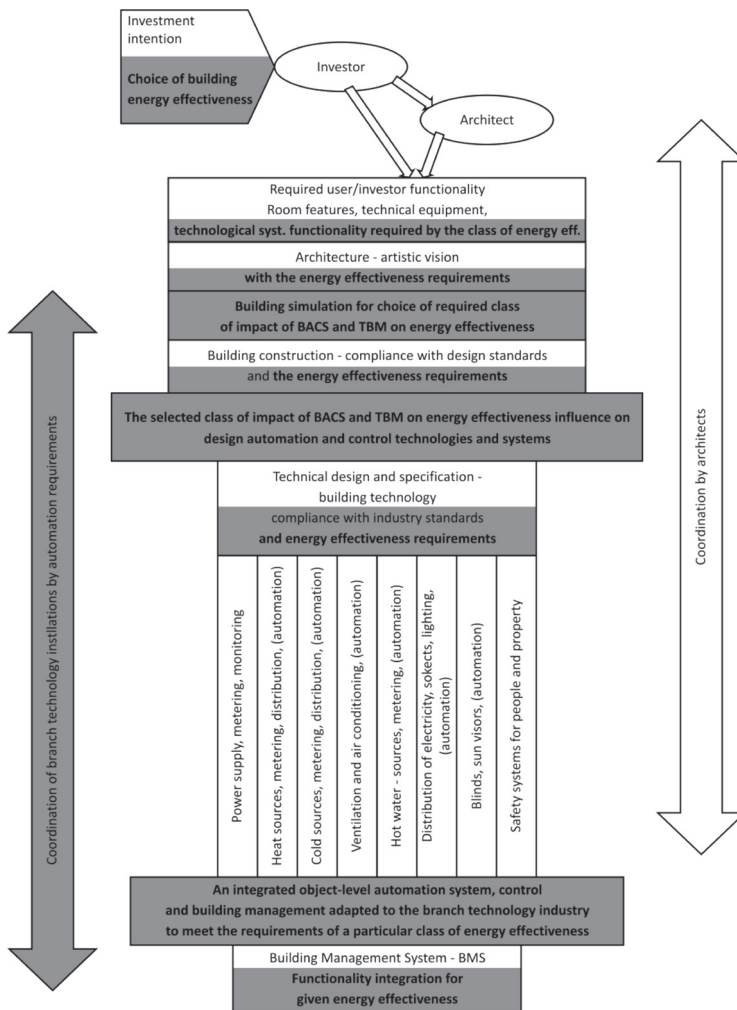 Investment
intention
Choice of building
energy effectiveness
Investor
Architect
Required user/investor functionality
Room features, technical equipment,
technological syst. functionality required by the class of energy eff.
Architecture - artistic vision
with the energy effectiveness requirements
Building simulation for choice of required class
of impact of BACS and TBM on energy effectiveness
Building construction - compliance with design standards
and the energy effectiveness requirements
The selected class of impact of BACS and TBM on energy effectiveness influence on
design automation and control technologies and systems
Technical design and specification -
building technology
compliance with industry standards
and energy effectiveness requirements
Power supply, metering, monitoring
Heat sources, metering, distribution, (automation)
Cold sources, metering, distribution, (automation)
Ventilation and air conditioning, (automation)
Hot water - sources, metering, (automation)
Distribution of electricity, sokects, lighting,
(automation)
Blinds, sun visors, (automation)
Safety systems for people and property
An integrated object-level automation system, control
and building management adapted to the branch technology industry
to meet the requirements of a particular class of energy effectiveness
Building Management System - BMS
Functionality integration for
given energy effectiveness
Coordination of branch technology instllations by automation requirements
Coordination by architects